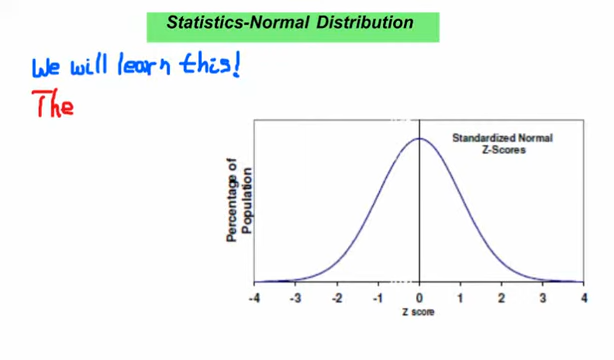 Statistics-Normal Distribution
We will learn this!
The
Standardized Normal
Z-Scores
Percentage of
Population
-4 -3 -2 -1 0 1 2 3 4
Z score